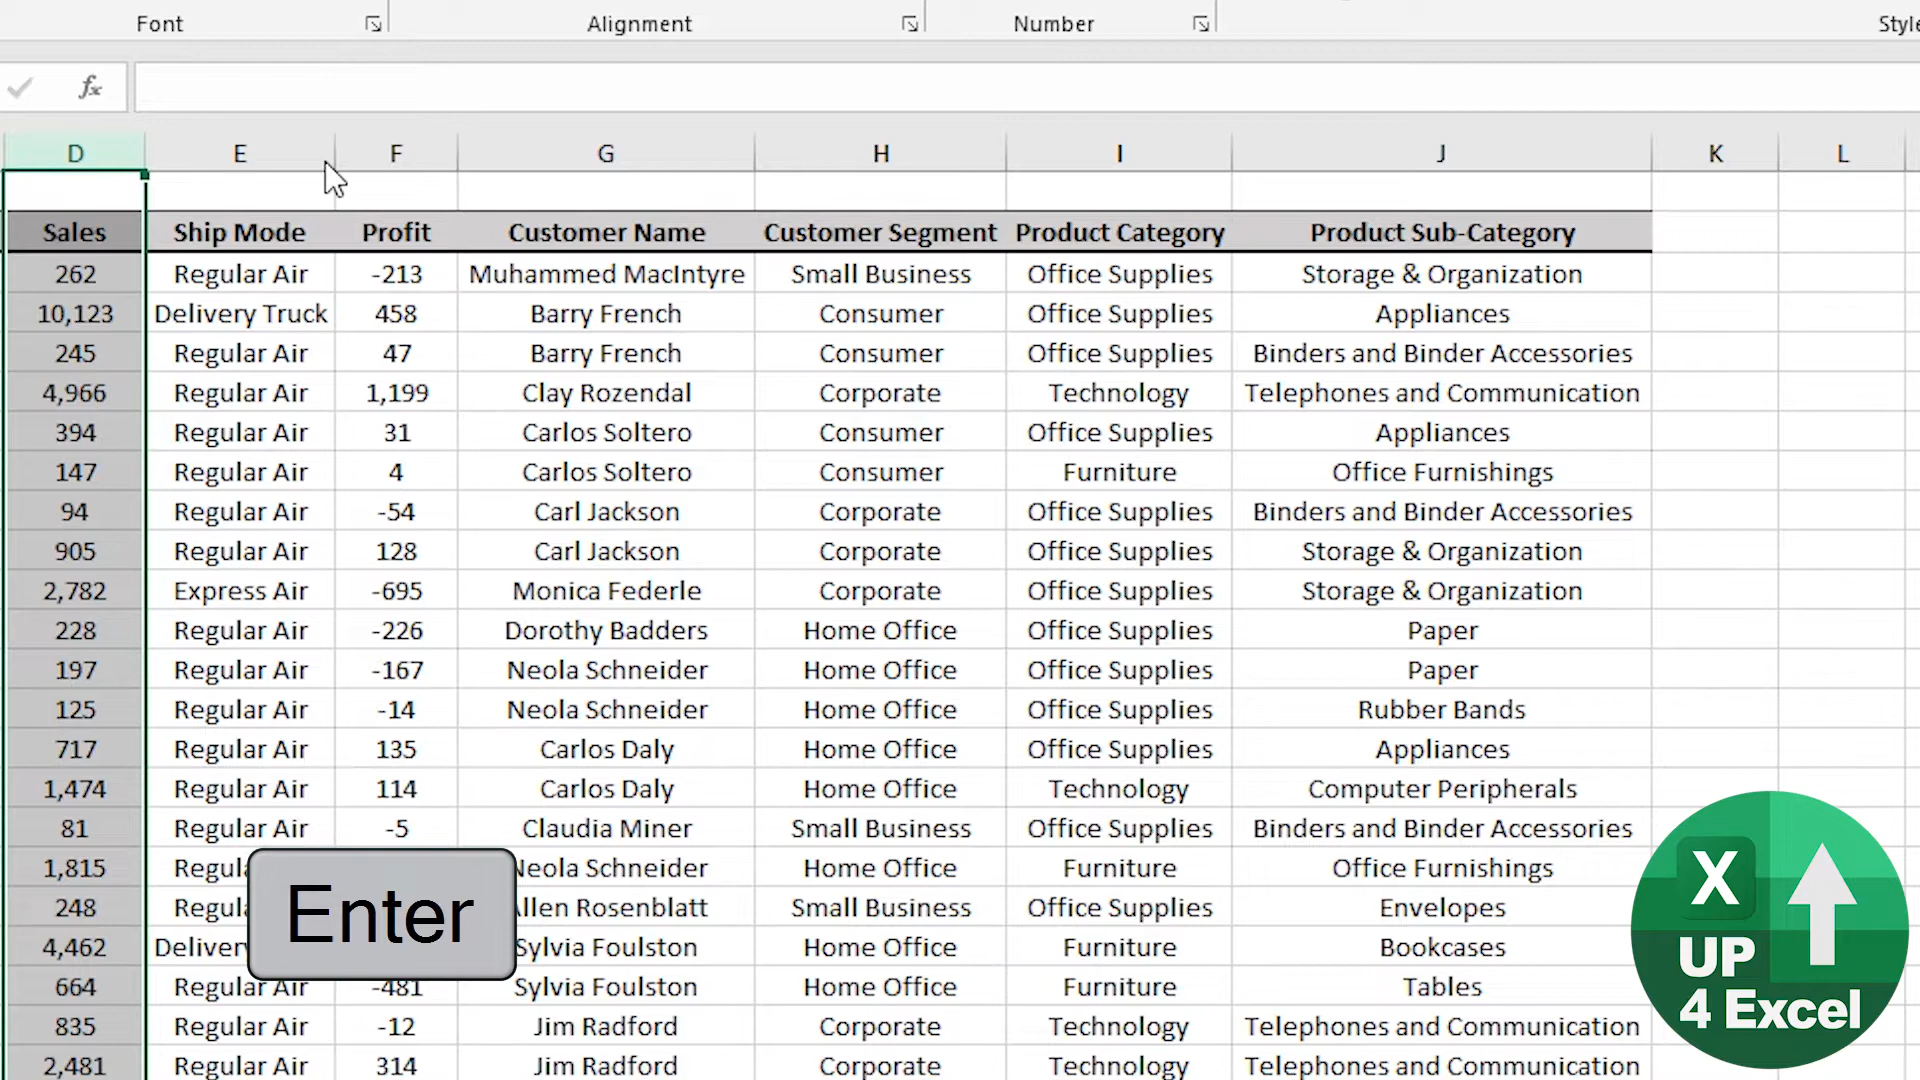 Font Alignment Number
fx
D E F G H I J K L
Sales Ship Mode Profit Customer Name Customer Segment Product Category Product Sub-Category
262 Regular Air -213 Muhammed MacIntyre Small Business Office Supplies Storage & Organization
10,123 Delivery Truck 458 Barry French Consumer Office Supplies Appliances
245 Regular Air 47 Barry French Consumer Office Supplies Binders and Binder Accessories
4,966 Regular Air 1,199 Clay Rozendal Corporate Technology Telephones and Communication
394 Regular Air 31 Carlos Soltero Consumer Office Supplies Appliances
147 Regular Air 4 Carlos Soltero Consumer Furniture Office Furnishings
94 Regular Air -54 Carl Jackson Corporate Office Supplies Binders and Binder Accessories
905 Regular Air 128 Carl Jackson Corporate Office Supplies Storage & Organization
2,782 Express Air -695 Monica Federle Corporate Office Supplies Storage & Organization
228 Regular Air -226 Dorothy Badders Home Office Office Supplies Paper
197 Regular Air -167 Neola Schneider Home Office Office Supplies Paper
125 Regular Air -14 Neola Schneider Home Office Office Supplies Rubber Bands
717 Regular Air 135 Carlos Daly Home Office Office Supplies Appliances
1,474 Regular Air 114 Carlos Daly Home Office Technology Computer Peripherals
81 Regular Air -5 Claudia Miner Small Business Office Supplies Binders and Binder Accessories
1,815 Schneider Home Office Furniture Office Furnishings
248 Rosenblatt Small Business Office Supplies Envelopes
4,462 Delivery Sylvia Foulston Home Office Furniture Bookcases
664 Regular Air -481 Sylvia Foulston Home Office Furniture Tables
835 Regular Air -12 Jim Radford Corporate Technology Telephones and Communication
2,481 Regular Air 314 Jim Radford Corporate Technology Telephones and Communication
Enter
X
UP
4 Excel